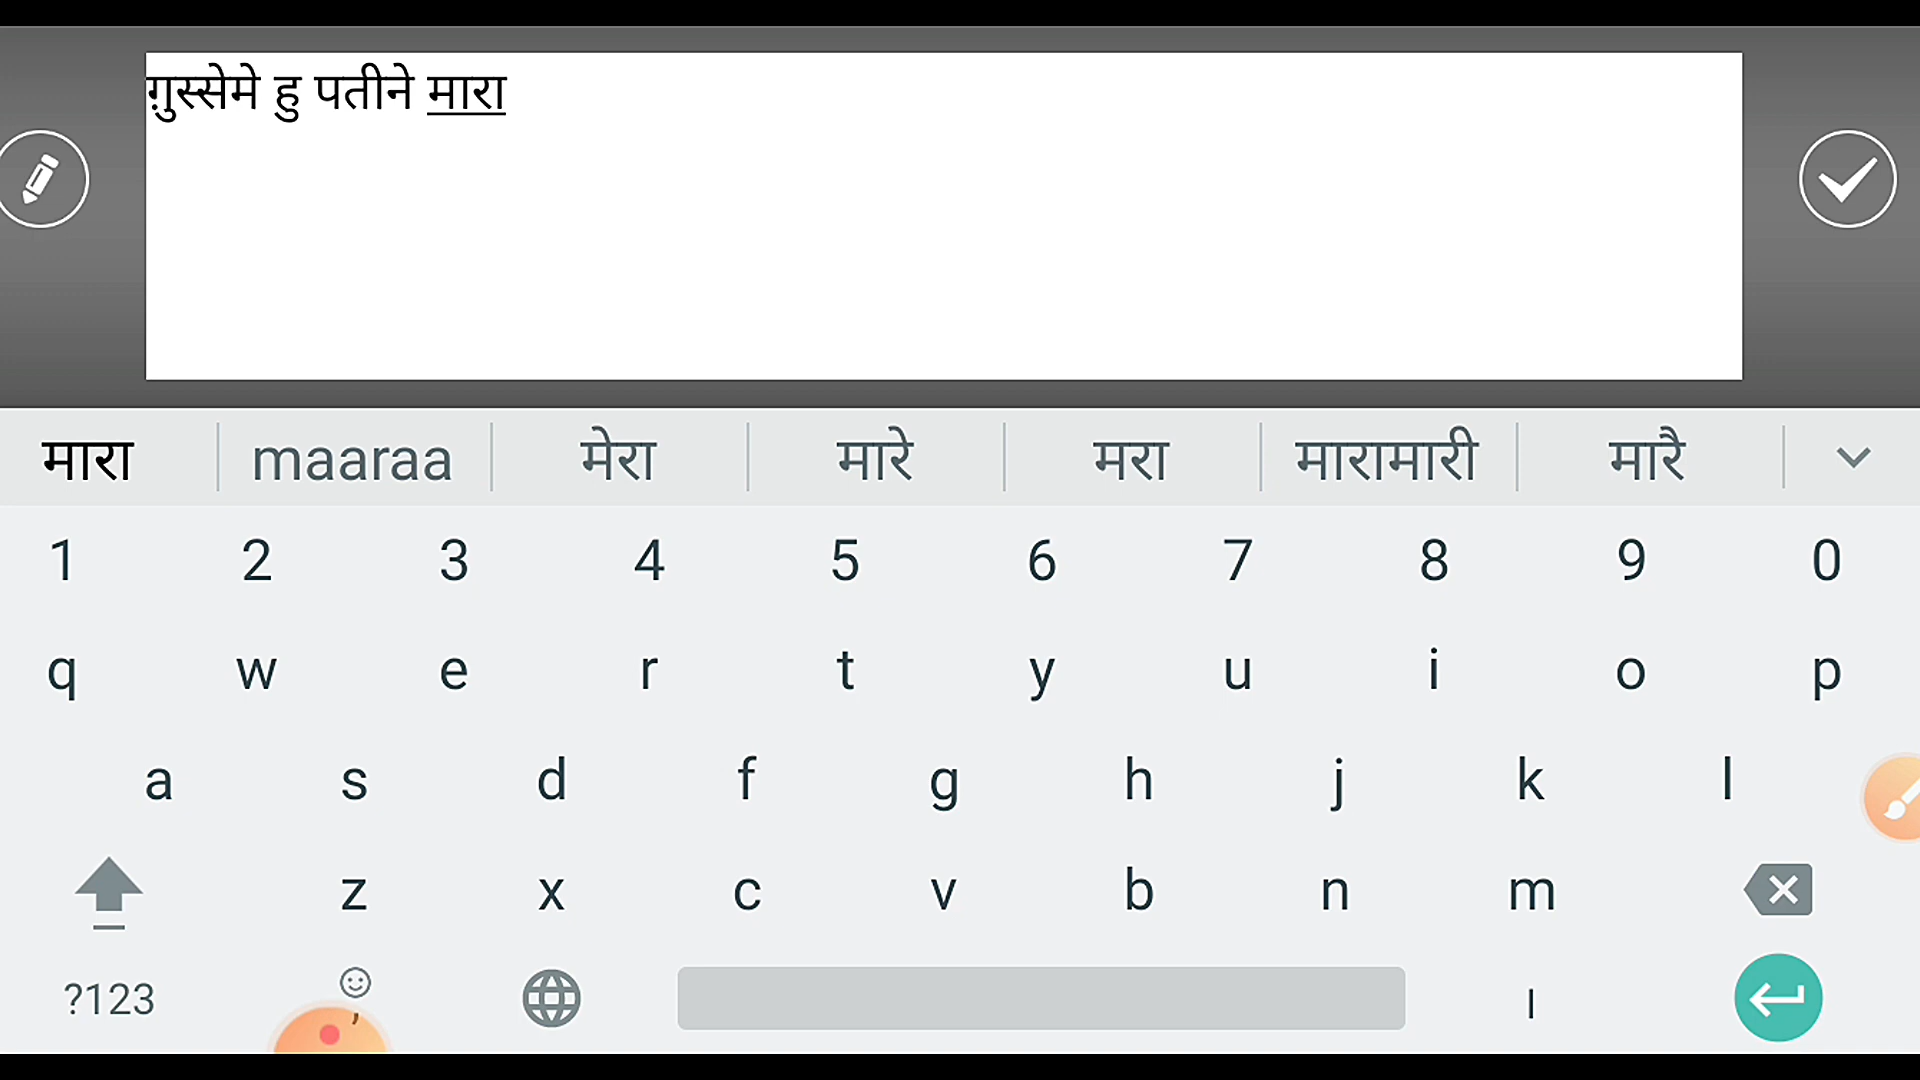 ग़ुस्सेमे हु पतीने मारा
मारा maaraa मेरा मारे मरा मारामारी मारै
1 2 3 4 5 6 7 8 9 0
q w e r t y u i o p
a s d f g h j k l
z x c v b n m
?123 , ।